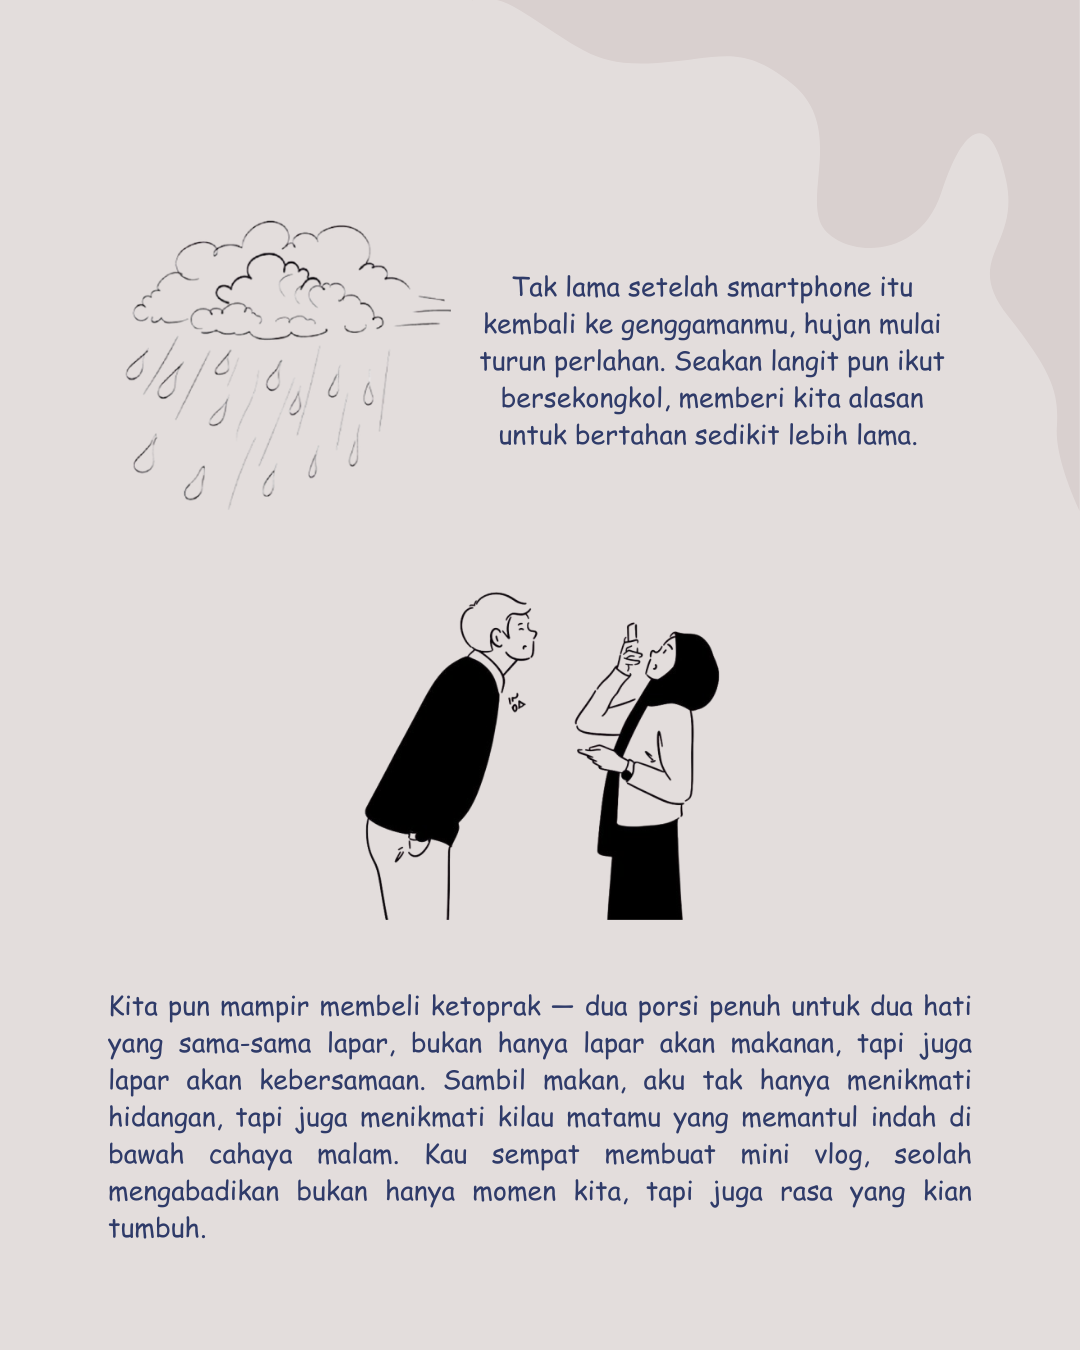 Tak lama setelah smartphone itu
kembali ke genggamanmu, hujan mulai
turun perlahan. Seakan langit pun ikut
bersekongkol, memberi kita alasan
untuk bertahan sedikit lebih lama.
Kita pun mampir membeli ketoprak — dua porsi penuh untuk dua hati
yang sama-sama lapar, bukan hanya lapar akan makanan, tapi juga
lapar akan kebersamaan. Sambil makan, aku tak hanya menikmati
hidangan, tapi juga menikmati kilau matamu yang memantul indah di
bawah cahaya malam. Kau sempat membuat mini vlog, seolah
mengabadikan bukan hanya momen kita, tapi juga rasa yang kian
tumbuh.